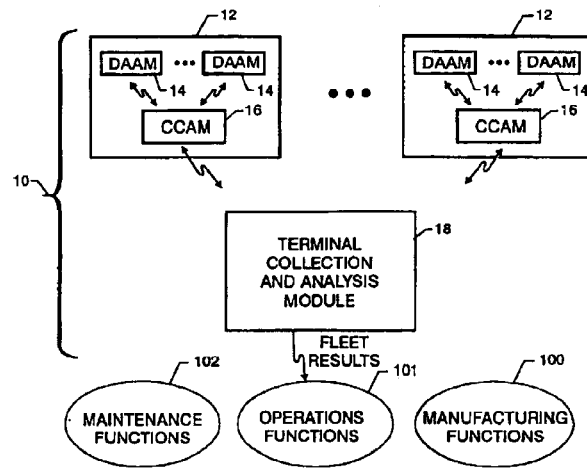 12 12
DAAM ••• DAAM DAAM ••• DAAM
14 14 14 14
16 16
CCAM CCAM
•••
10
18
TERMINAL
COLLECTION
AND ANALYSIS
MODULE
FLEET
RESULTS
102 101 100
MAINTENANCE
FUNCTIONS
OPERATIONS
FUNCTIONS
MANUFACTURING
FUNCTIONS